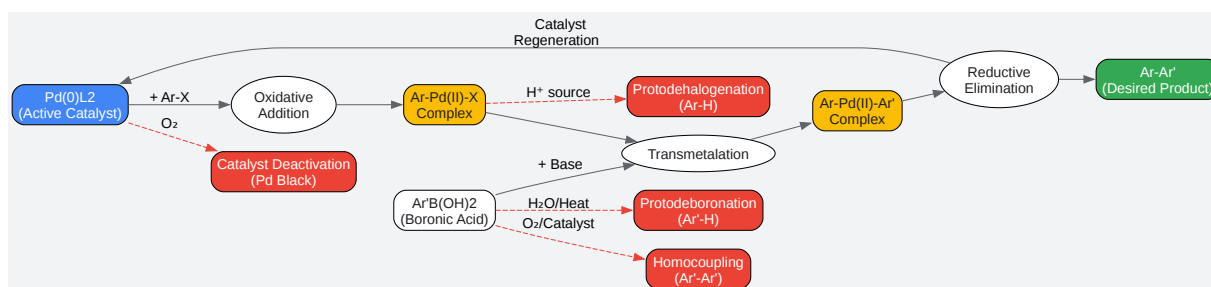 Catalyst
Regeneration
Pd(0)L2
(Active Catalyst)
+ Ar-X
Oxidative
Addition
Ar-Pd(II)-X
Complex
H⁺ source
Protodehalogenation
(Ar-H)
Reductive
Elimination
Ar-Ar'
(Desired Product)
O₂
Catalyst Deactivation
(Pd Black)
Transmetalation
Ar-Pd(II)-Ar'
Complex
+ Base
Ar'B(OH)2
(Boronic Acid)
H₂O/Heat
Protodeboronation
(Ar'-H)
O₂/Catalyst
Homocoupling
(Ar'-Ar')